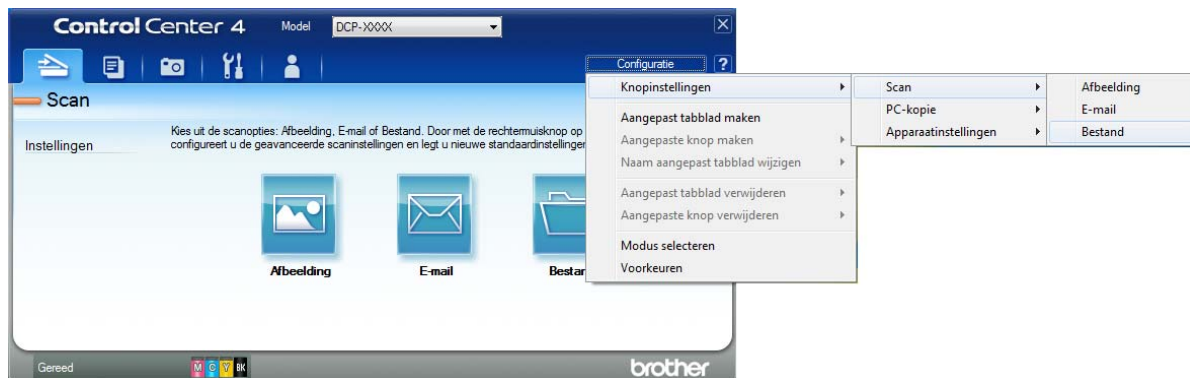 Control Center 4 Model DCP-XXXX
Configuratie ?
Scan
Instellingen
Kies uit de scanopties: Afbeelding, E-mail of Bestand. Door met de rechtermuisknop op
configureert u de geavanceerde scaninstellingen en legt u nieuwe standaardinstellingen
Afbeelding E-mail Bestan
Knopinstellingen
Aangepast tabblad maken
Aangepaste knop maken
Naam aangepast tabblad wijzigen
Aangepast tabblad verwijderen
Aangepaste knop verwijderen
Modus selecteren
Voorkeuren
Scan
PC-kopie
Apparaatinstellingen
Afbeelding
E-mail
Bestand
Gereed M C Y BK brother